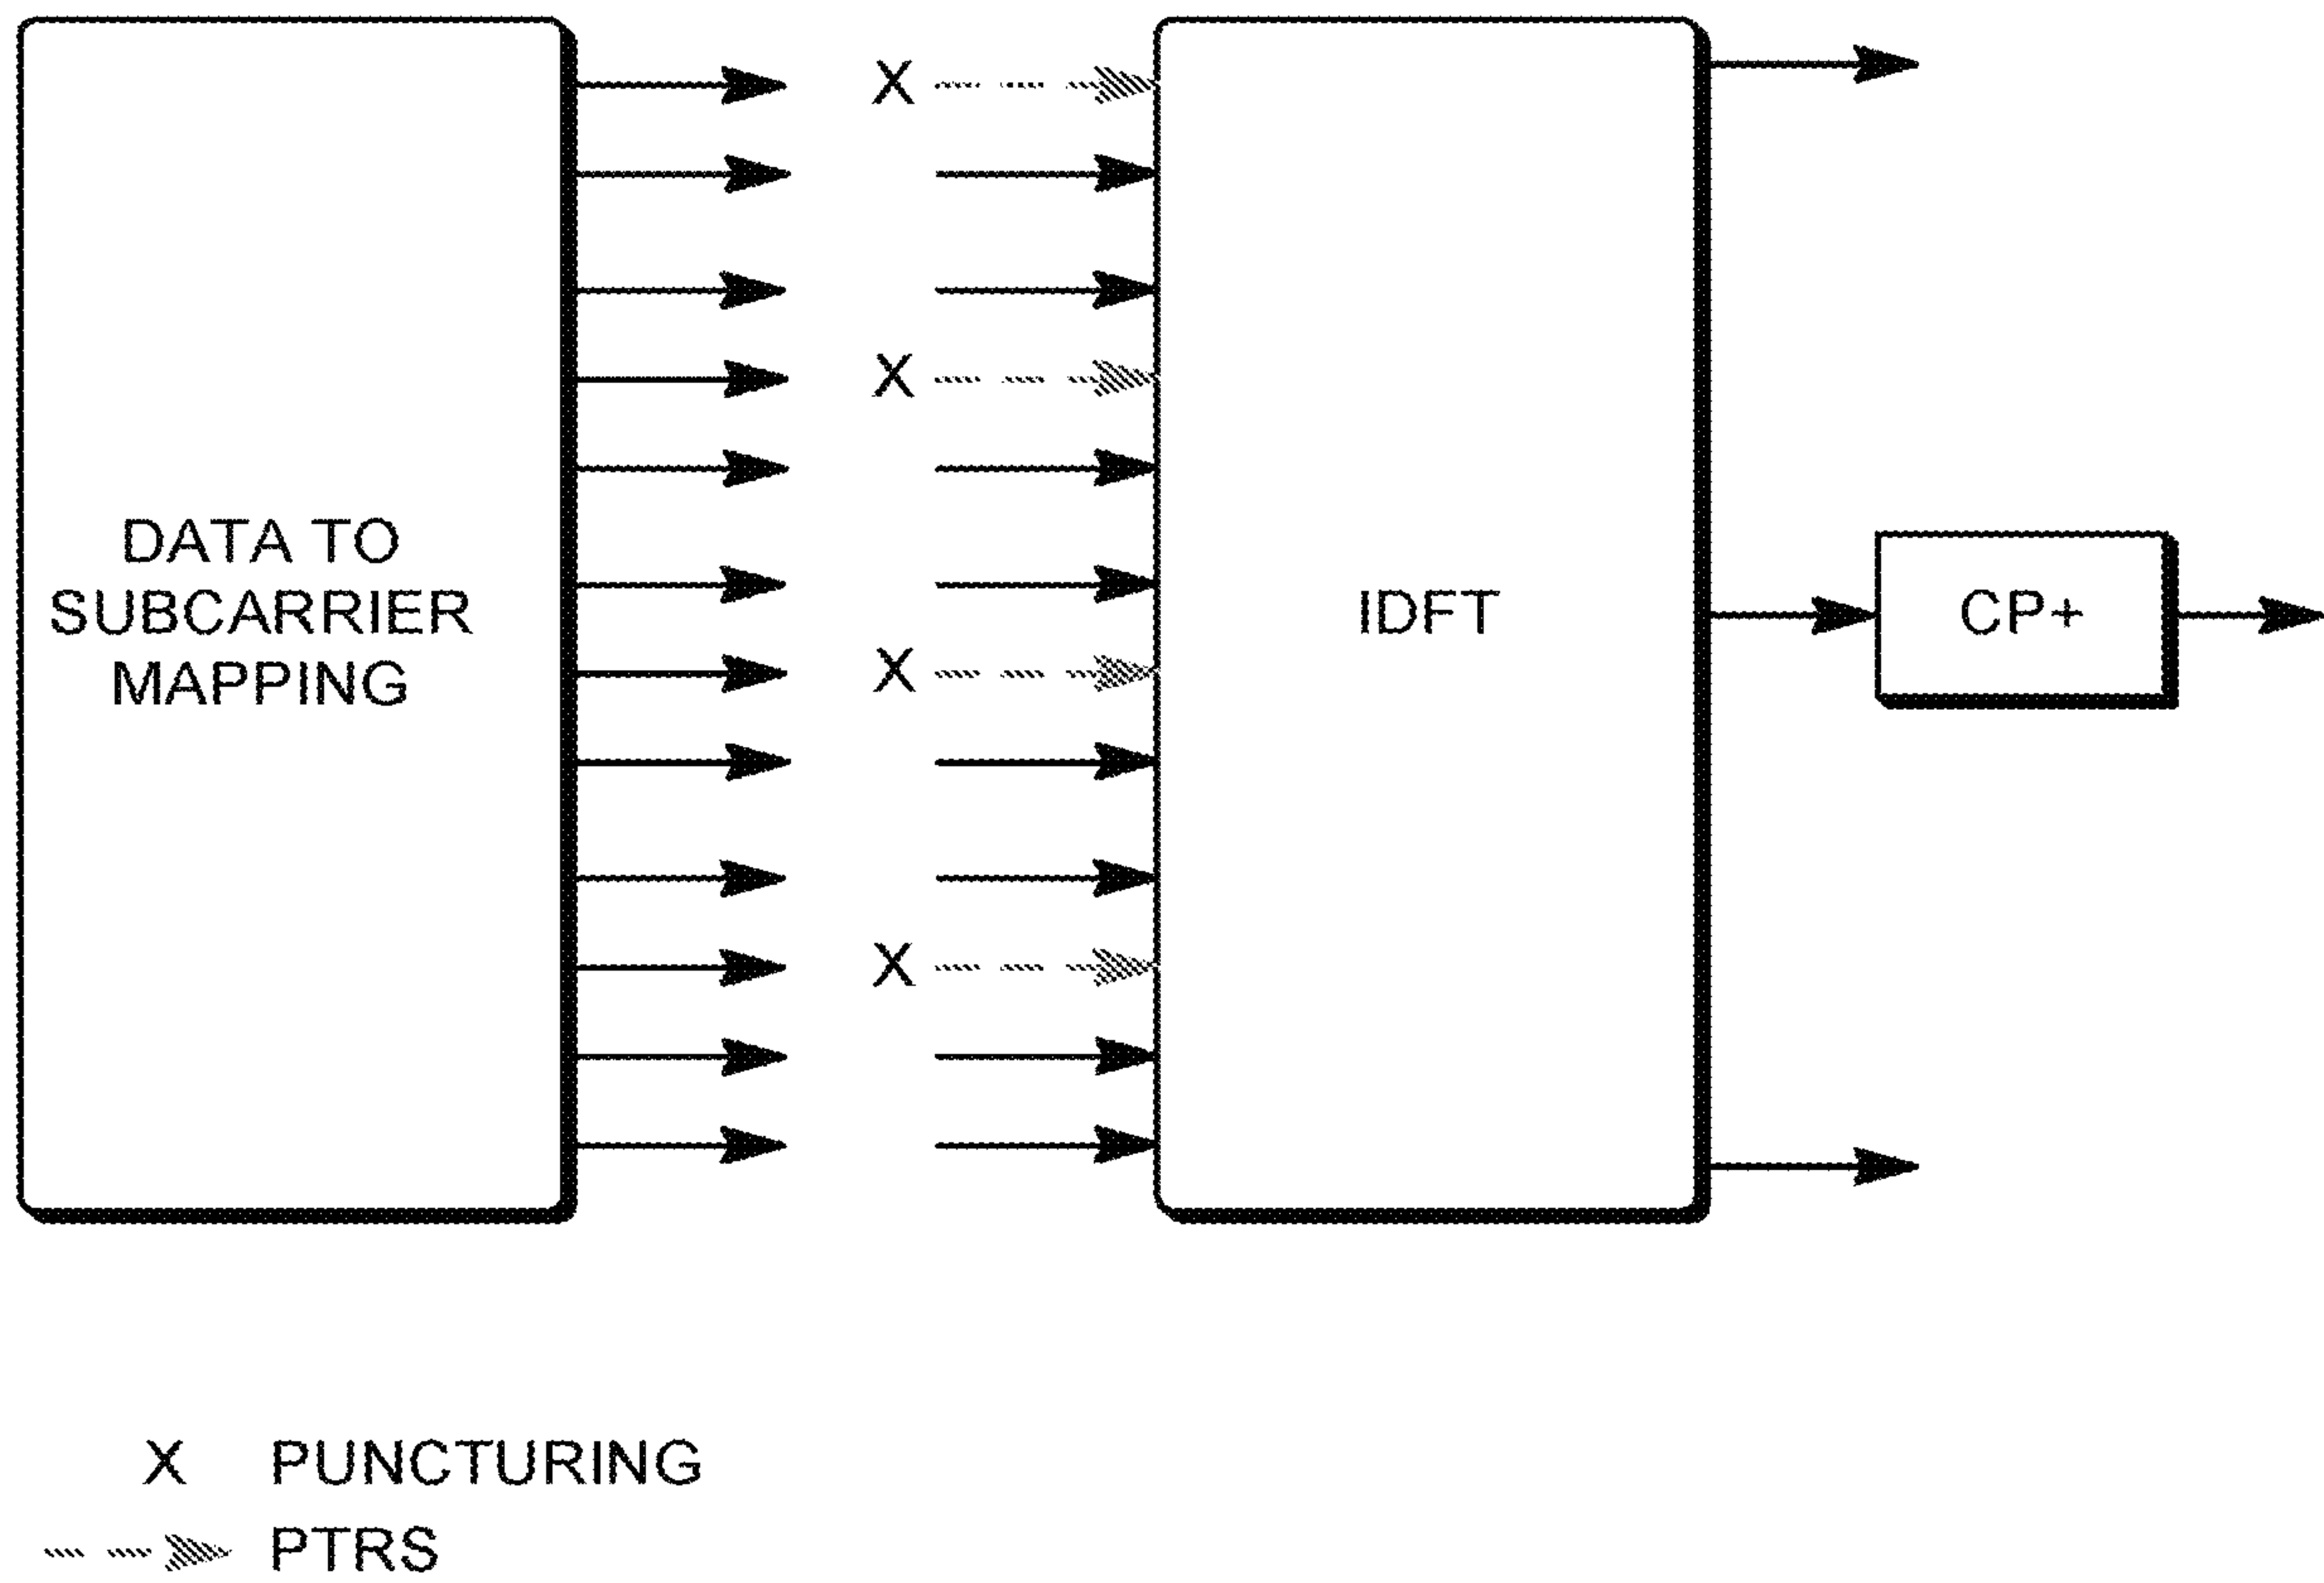 X
X
X
X
DATA TO
SUBCARRIER
MAPPING
IDFT
CP+
X PUNCTURING
PTRS